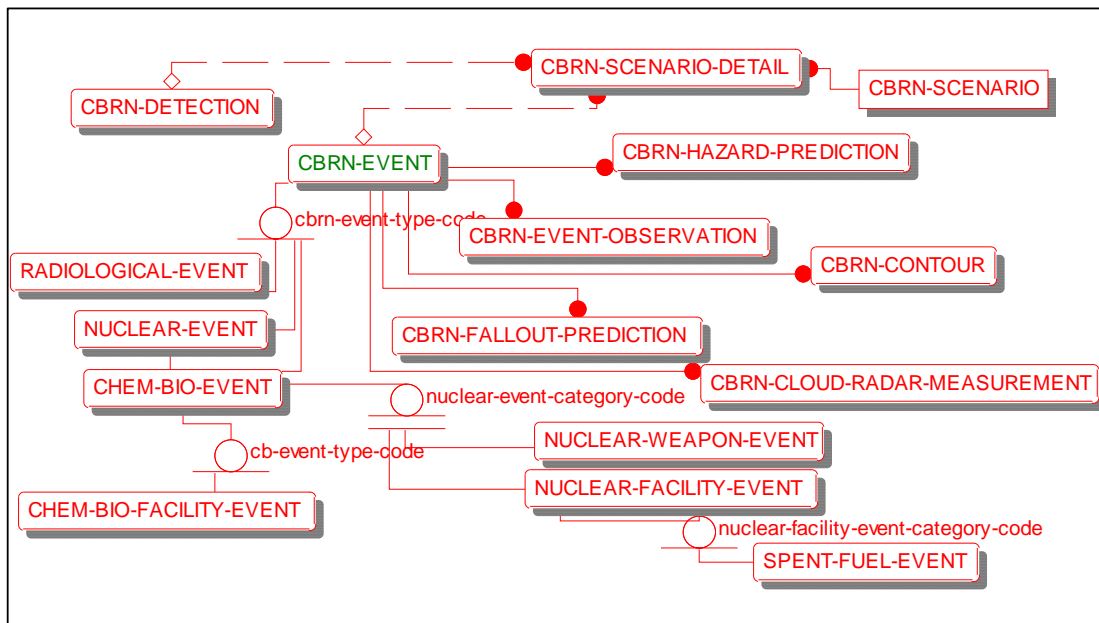 CBRN-SCENARIO-DETAIL
CBRN-SCENARIO
CBRN-DETECTION
CBRN-EVENT
CBRN-HAZARD-PREDICTION
cbrn-event-type-code
CBRN-EVENT-OBSERVATION
RADIOLOGICAL-EVENT
CBRN-CONTOUR
NUCLEAR-EVENT
CBRN-FALLOUT-PREDICTION
CHEM-BIO-EVENT
CBRN-CLOUD-RADAR-MEASUREMENT
nuclear-event-category-code
NUCLEAR-WEAPON-EVENT
cb-event-type-code
NUCLEAR-FACILITY-EVENT
CHEM-BIO-FACILITY-EVENT
nuclear-facility-event-category-code
SPENT-FUEL-EVENT